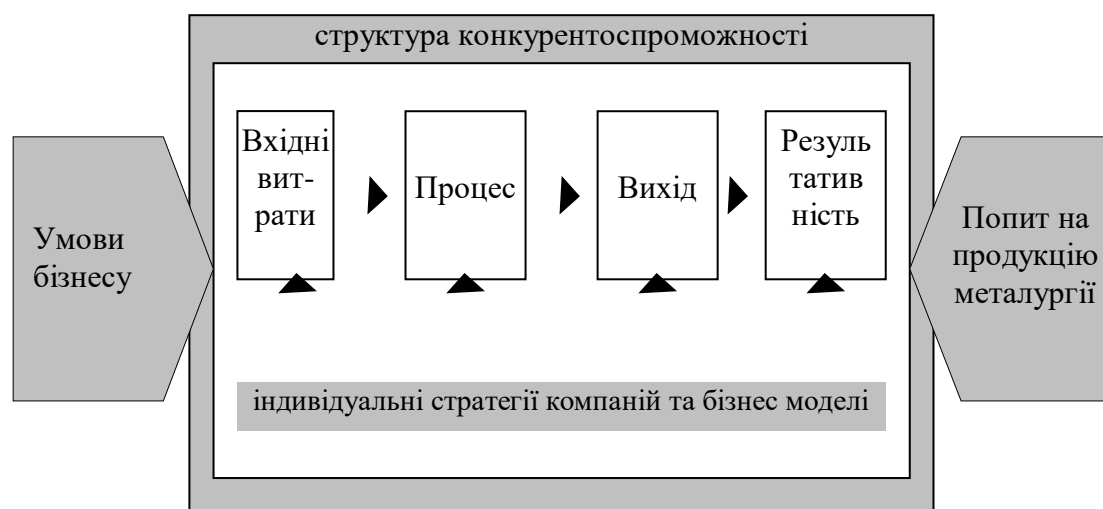 структура конкурентоспроможності
Умови
бізнесу
Вхідні
вит-
рати
Процес
Вихід
Резуль
татив
ність
Попит на
продукцію
металургії
індивідуальні стратегії компаній та бізнес моделі